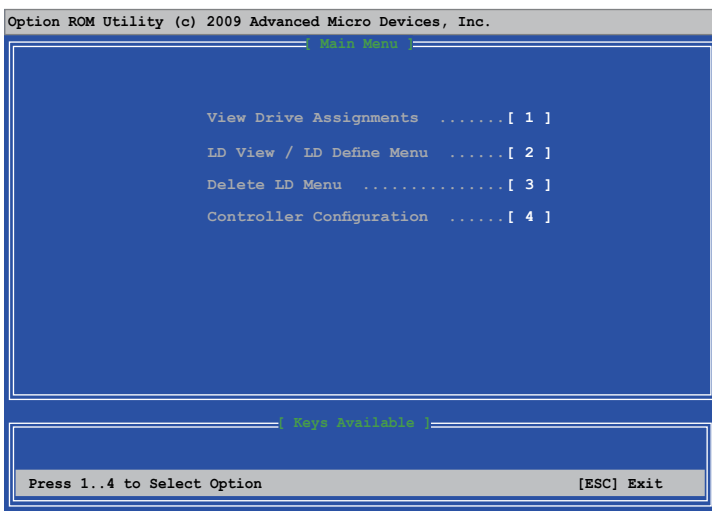 Option ROM Utility (c) 2009 Advanced Micro Devices, Inc.
[ Main Menu ]
View Drive Assignments .......[ 1 ]
LD View / LD Define Menu ......[ 2 ]
Delete LD Menu ...............[ 3 ]
Controller Configuration ......[ 4 ]
[ Keys Available ]
Press 1..4 to Select Option [ESC] Exit